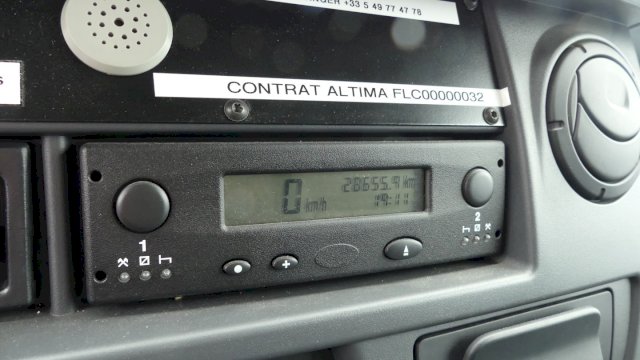 +33 5 49 77 47 78
CONTRAT ALTIMA FLC00000032
0 km/h
28655.9 km
19:11
1
2